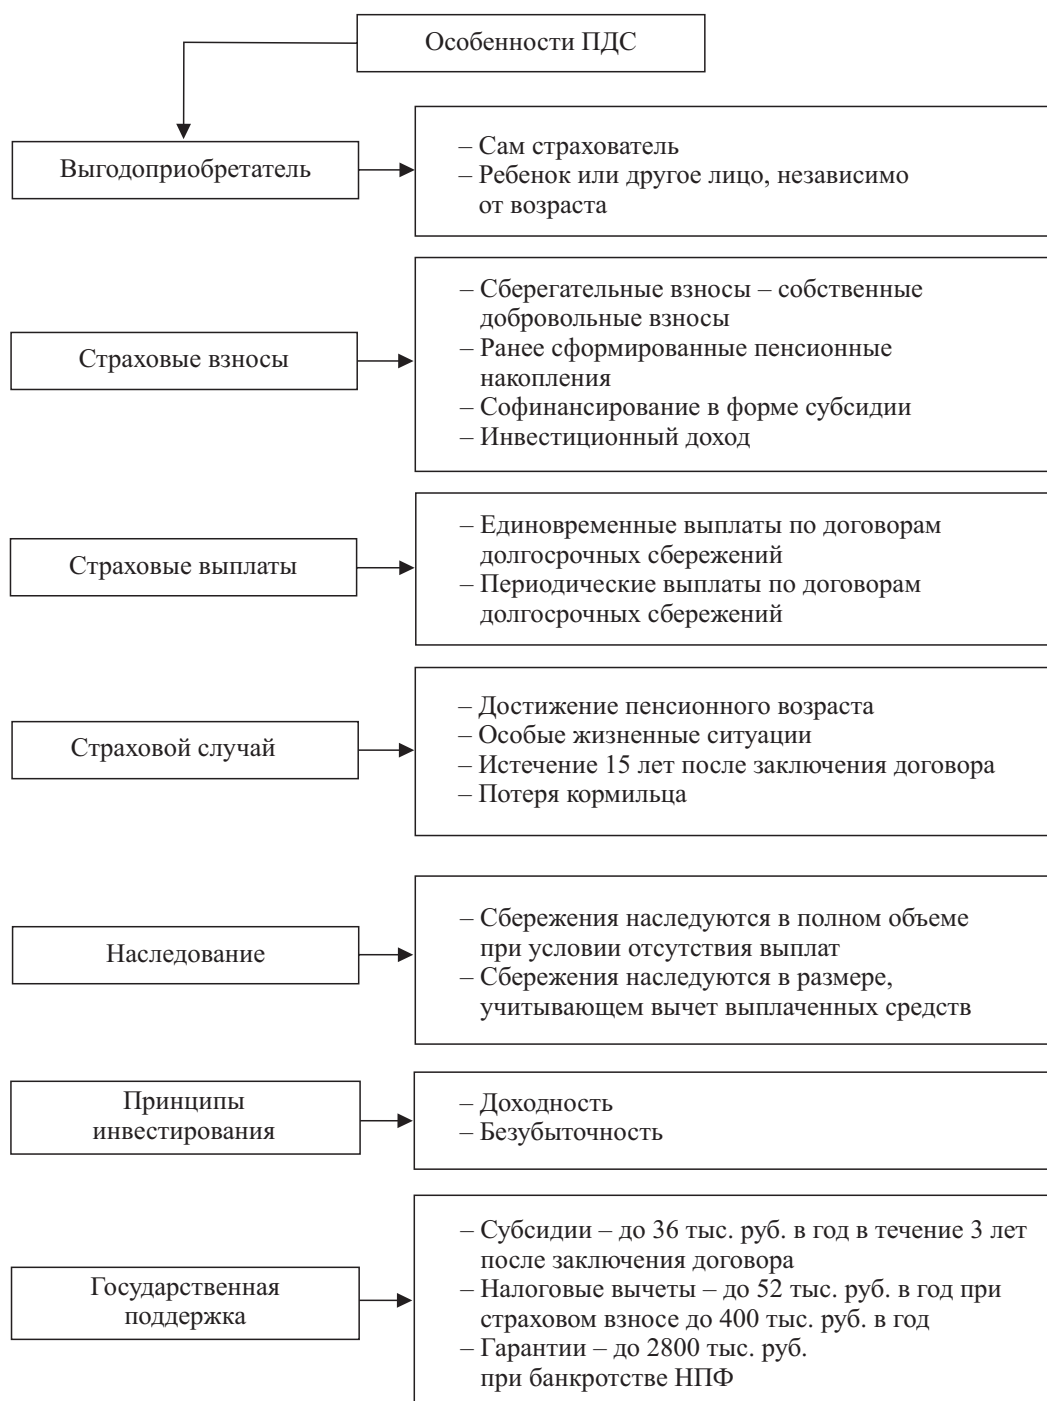 Особенности ПДС
Выгодоприобретатель
– Сам страхователь
– Ребенок или другое лицо, независимо
от возраста
Страховые взносы
– Сберегательные взносы – собственные
добровольные взносы
– Ранее сформированные пенсионные
накопления
– Софинансирование в форме субсидии
– Инвестиционный доход
Страховые выплаты
– Единовременные выплаты по договорам
долгосрочных сбережений
– Периодические выплаты по договорам
долгосрочных сбережений
Страховой случай
– Достижение пенсионного возраста
– Особые жизненные ситуации
– Истечение 15 лет после заключения договора
– Потеря кормильца
Наследование
– Сбережения наследуются в полном объеме
при условии отсутствия выплат
– Сбережения наследуются в размере,
учитывающем вычет выплаченных средств
Принципы
инвестирования
– Доходность
– Безубыточность
Государственная
поддержка
– Субсидии – до 36 тыс. руб. в год в течение 3 лет
после заключения договора
– Налоговые вычеты – до 52 тыс. руб. в год при
страховом взносе до 400 тыс. руб. в год
– Гарантии – до 2800 тыс. руб.
при банкротстве НПФ